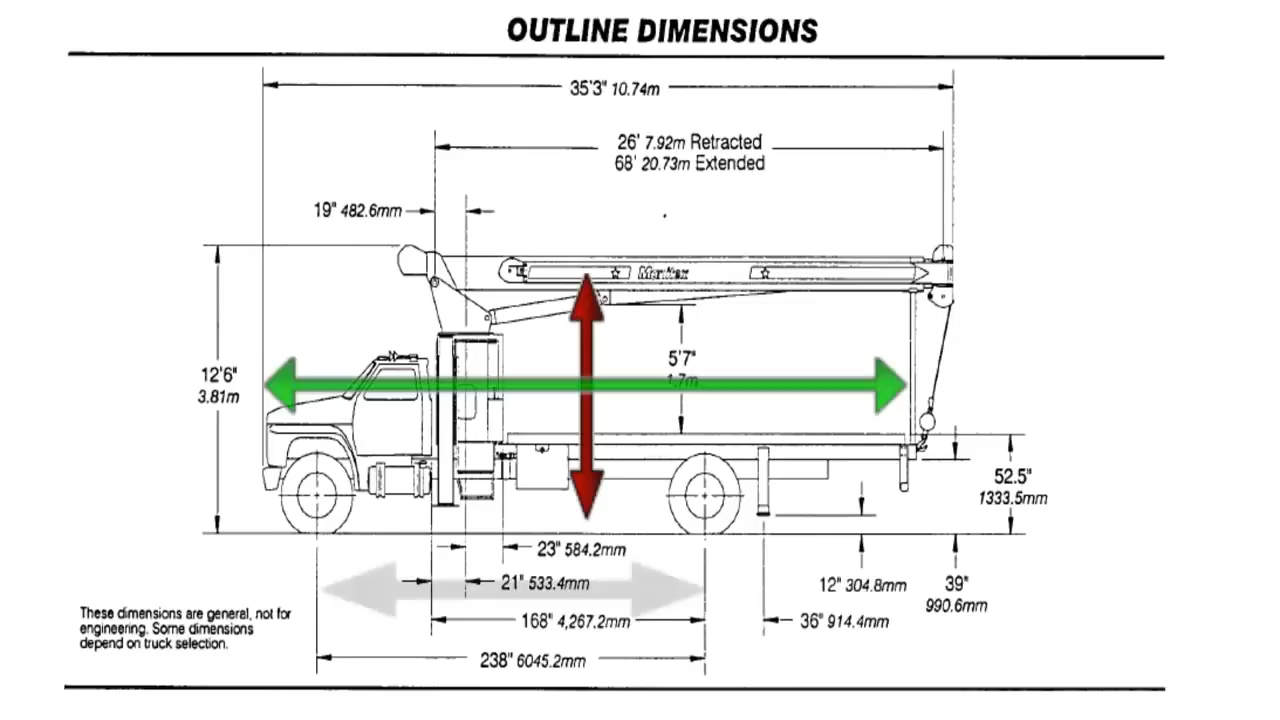 OUTLINE DIMENSIONS
35'3" 10.74m
26' 7.92m Retracted
68' 20.73m Extended
19" 482.6mm
Manitex
12'6"
3.81m
5'7"
1.7m
52.5"
1333.5mm
23" 584.2mm
21" 533.4mm
12" 304.8mm
39"
990.6mm
168" 4,267.2mm
36" 914.4mm
These dimensions are general, not for
engineering. Some dimensions
depend on truck selection.
238" 6045.2mm